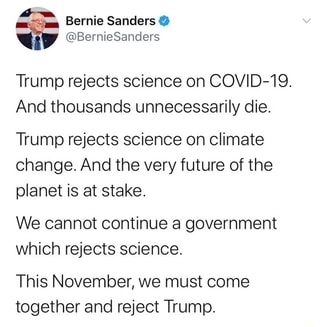 Bernie Sanders
@BernieSanders
Trump rejects science on COVID-19.
And thousands unnecessarily die.
Trump rejects science on climate
change. And the very future of the
planet is at stake.
We cannot continue a government
which rejects science.
This November, we must come
together and reject Trump.